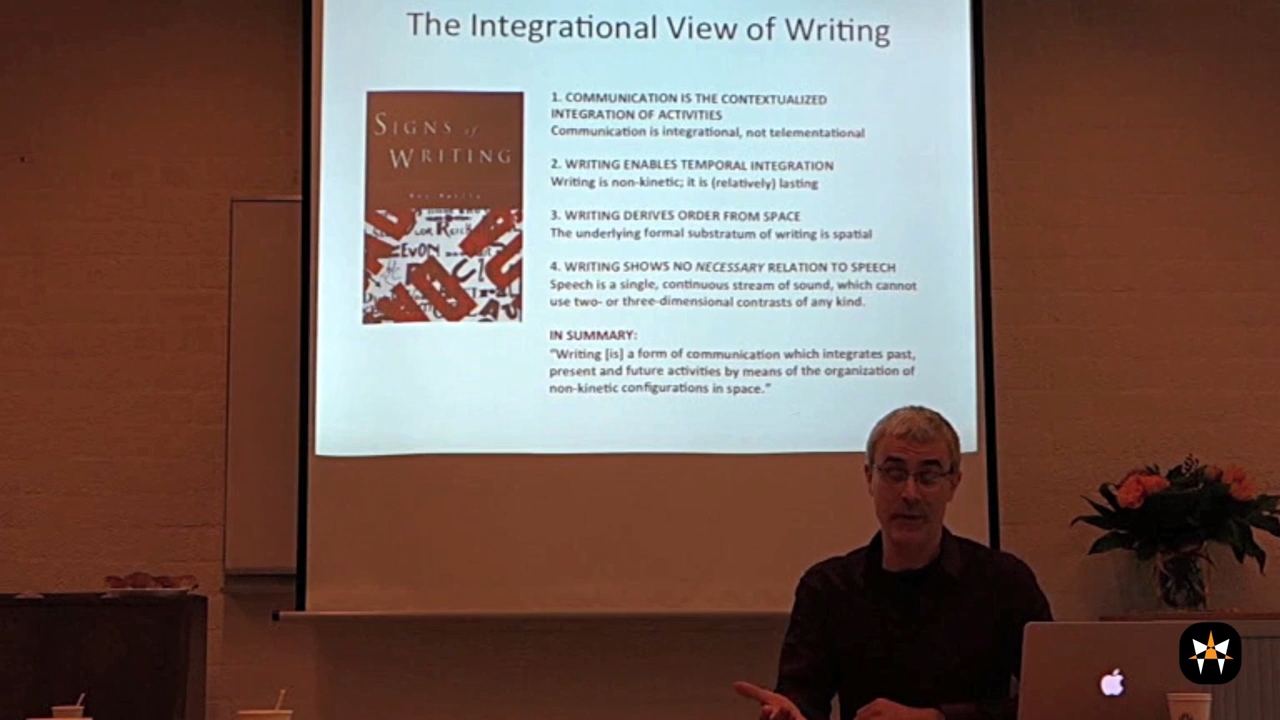 The Integrational View of Writing
SIGNS of
WRITING
1. COMMUNICATION IS THE CONTEXTUALIZED
INTEGRATION OF ACTIVITIES
Communication is integrational, not telementational
2. WRITING ENABLES TEMPORAL INTEGRATION
Writing is non-kinetic; it is (relatively) lasting
3. WRITING DERIVES ORDER FROM SPACE
The underlying formal substratum of writing is spatial
4. WRITING SHOWS NO NECESSARY RELATION TO SPEECH
Speech is a single, continuous stream of sound, which cannot
use two- or three-dimensional contrasts of any kind.
IN SUMMARY:
"Writing [is] a form of communication which integrates past,
present and future activities by means of the organization of
non-kinetic configurations in space."